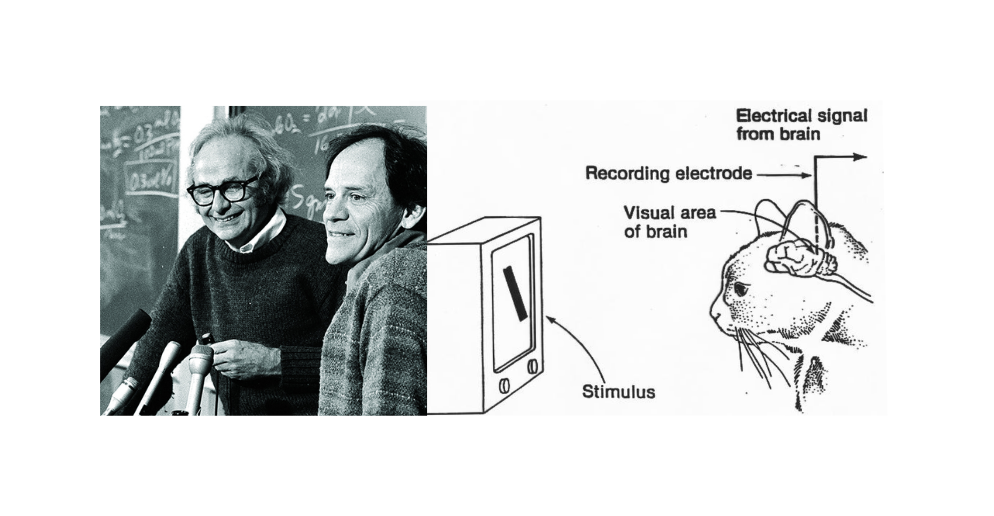 Electrical signal
from brain
Recording electrode
Visual area
of brain
Stimulus